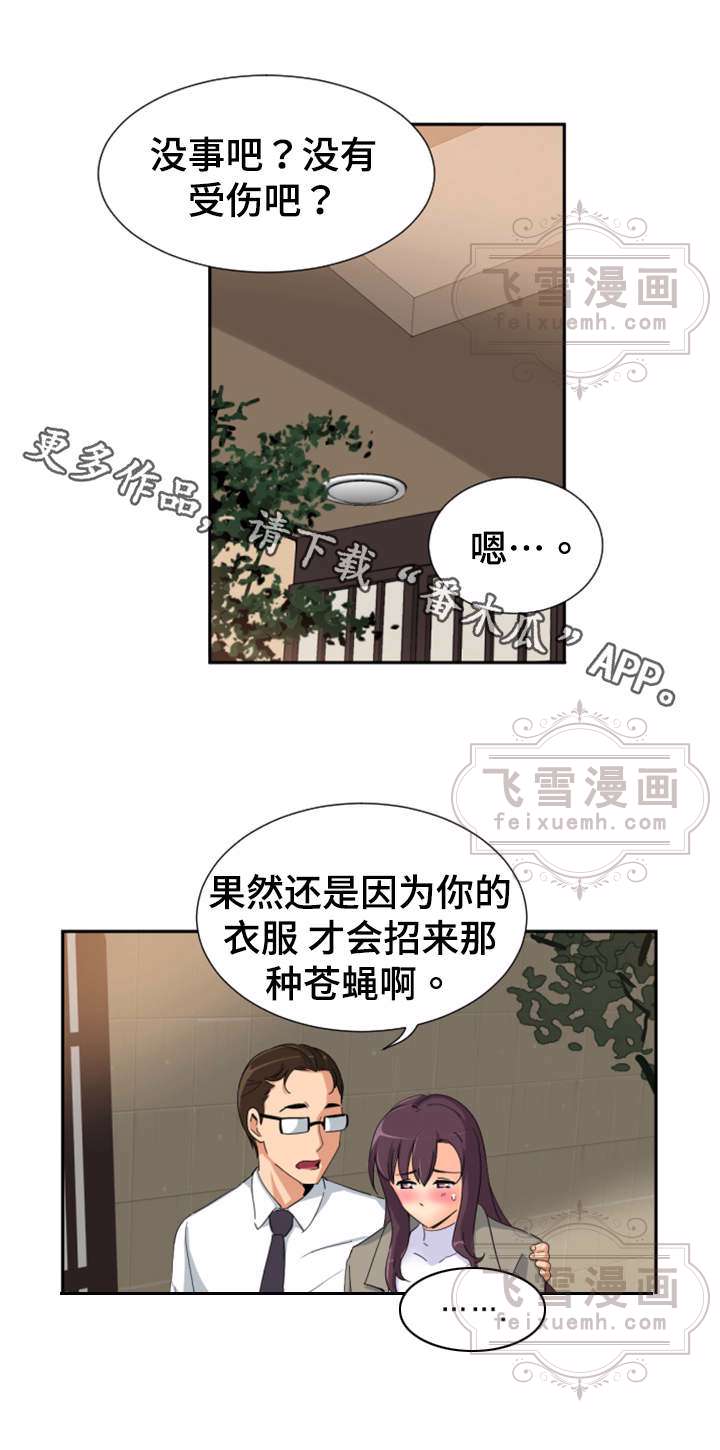 没事吧？没有
受伤吧？
飞雪漫画
feixuemh.com
更多作品，请下载“番木瓜”APP。
嗯…。
飞雪漫画
feixuemh.com
果然还是因为你的
衣服 才会招来那
种苍蝇啊。
飞雪漫画
feixuemh.com
…….